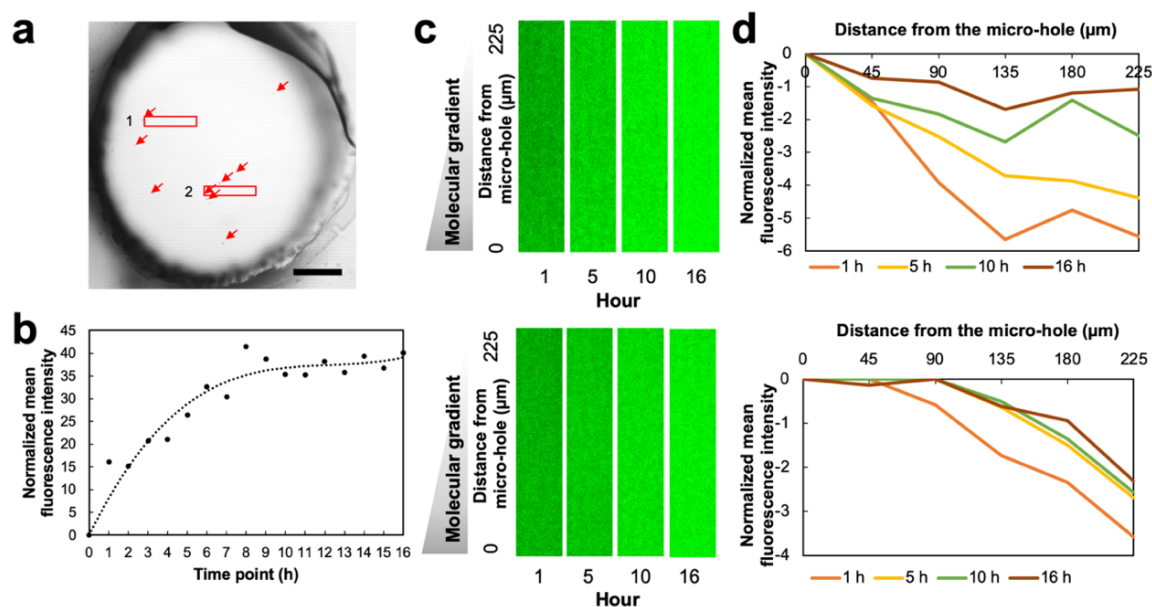 a
1
2
b
Normalized mean
fluorescence intensity
45
40
35
30
25
20
15
10
5
0
0 1 2 3 4 5 6 7 8 9 10 11 12 13 14 15 16
Time point (h)
c
Molecular gradient
Distance from
micro-hole (µm)
225
0
1 5 10 16
Hour
Molecular gradient
Distance from
micro-hole (µm)
225
0
1 5 10 16
Hour
d
Distance from the micro-hole (µm)
Normalized mean
fluorescence intensity
0
-1
-2
-3
-4
-5
-6
0 45 90 135 180 225
1 h 5 h 10 h 16 h
Distance from the micro-hole (µm)
0 45 90 135 180 225
Normalized mean
fluorescence intensity
0
-1
-2
-3
-4
1 h 5 h 10 h 16 h